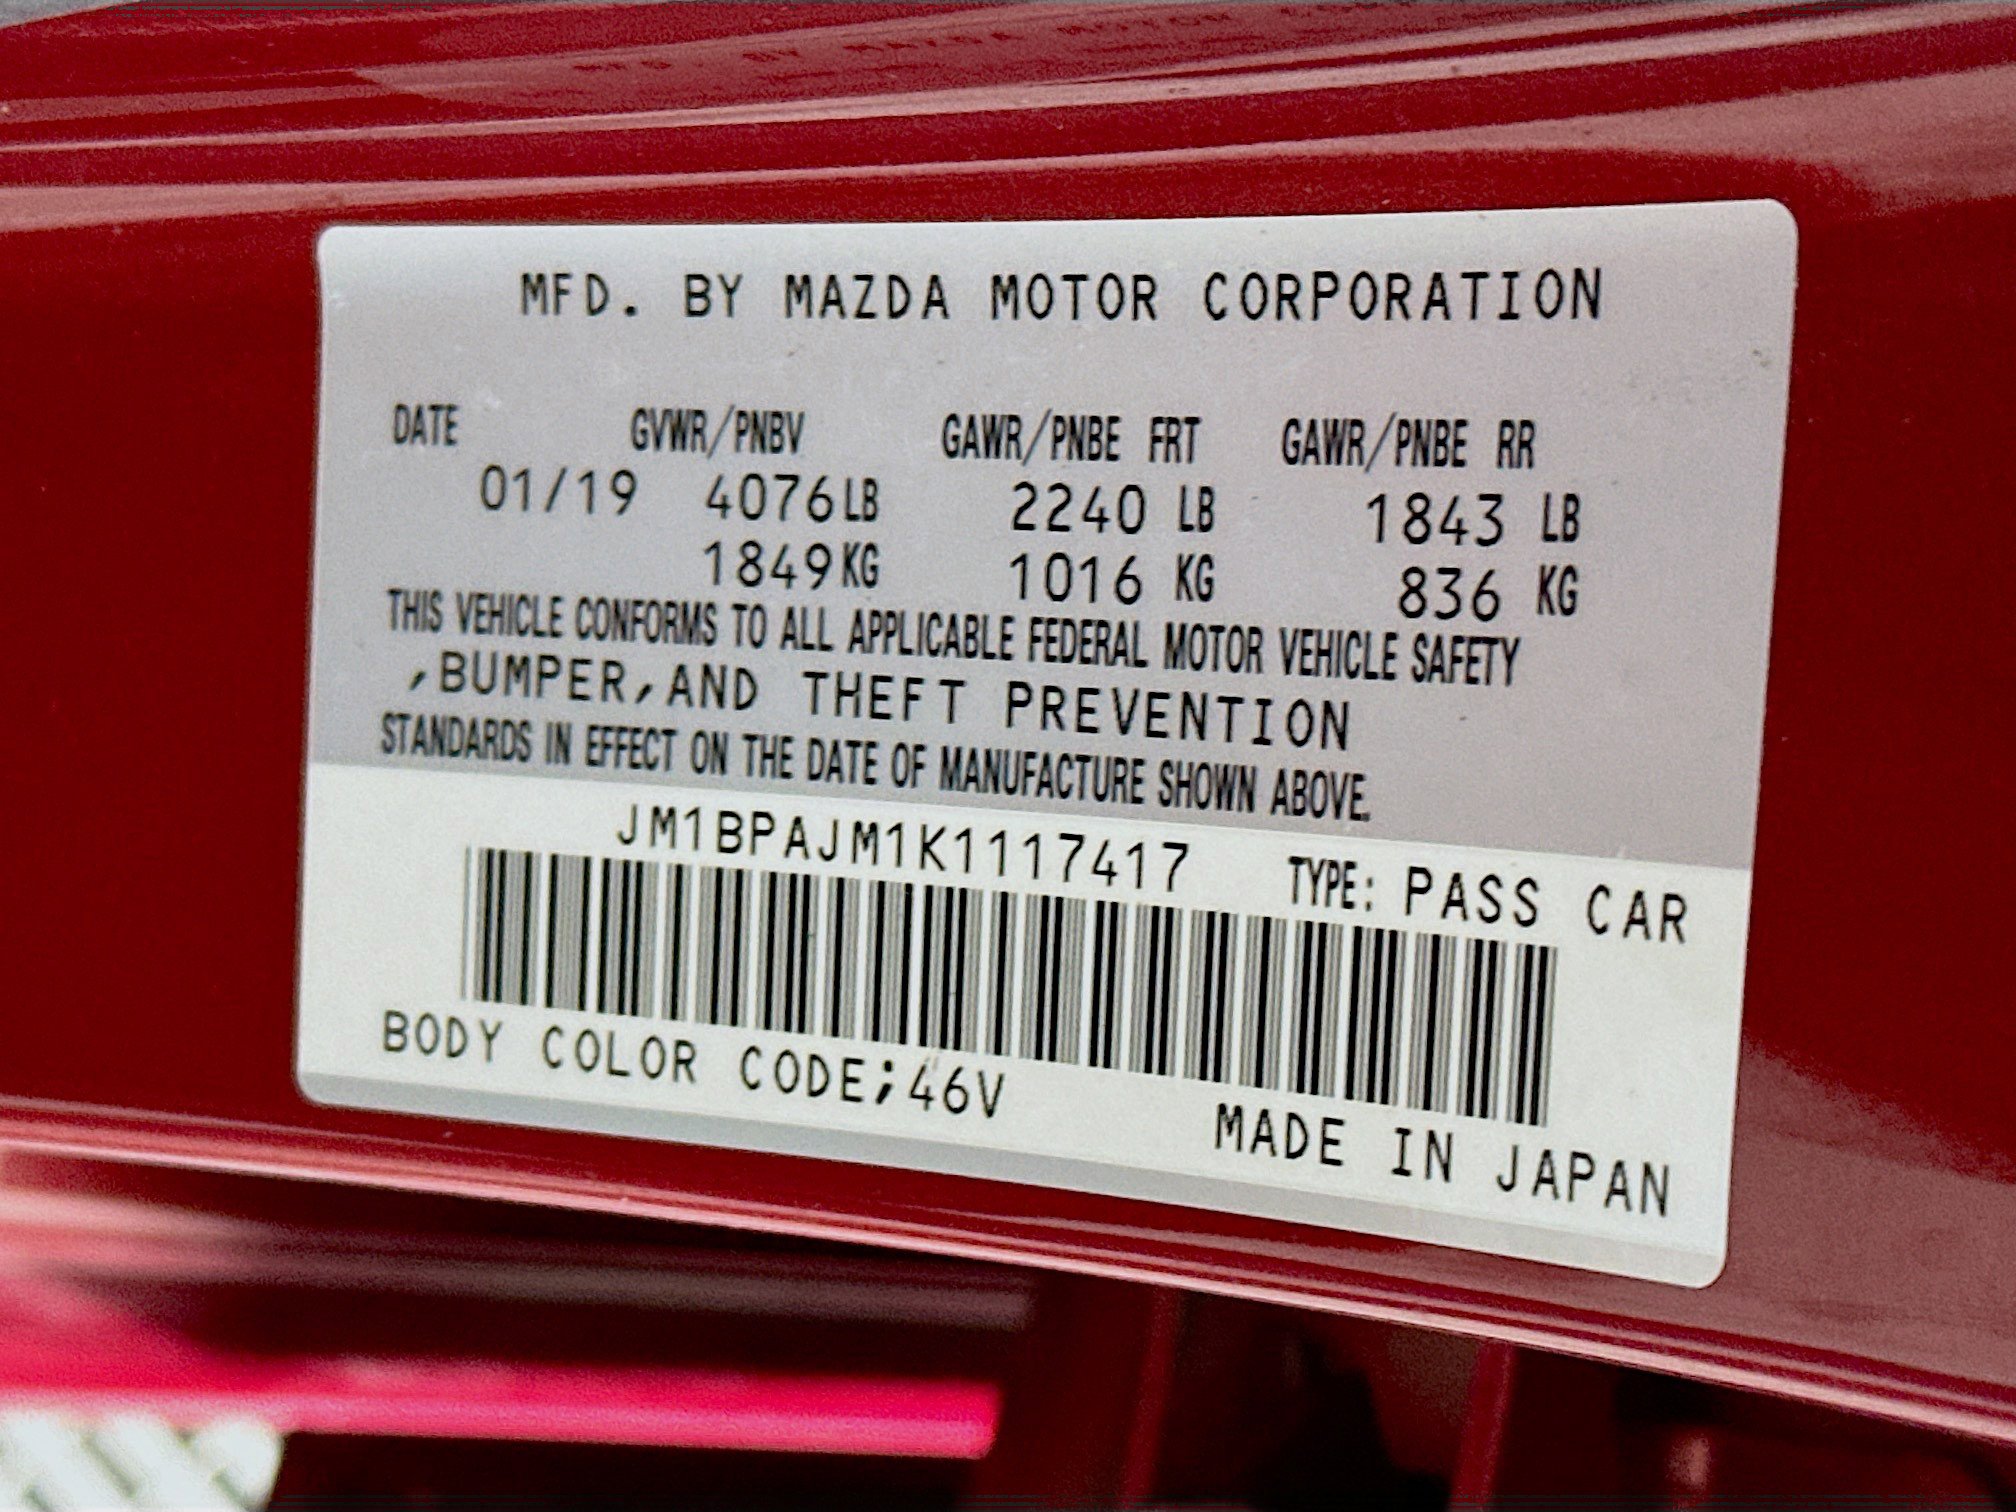 MFD. BY MAZDA MOTOR CORPORATION
DATE GVWR/PNBV GAWR/PNBE FRT GAWR/PNBE RR
01/19 4076LB 2240 LB 1843 LB
1849KG 1016 KG 836 KG
THIS VEHICLE CONFORMS TO ALL APPLICABLE FEDERAL MOTOR VEHICLE SAFETY
,BUMPER,AND THEFT PREVENTION
STANDARDS IN EFFECT ON THE DATE OF MANUFACTURE SHOWN ABOVE.
JM1BPAJM1K1117417 TYPE: PASS CAR
BODY COLOR CODE;46V
MADE IN JAPAN